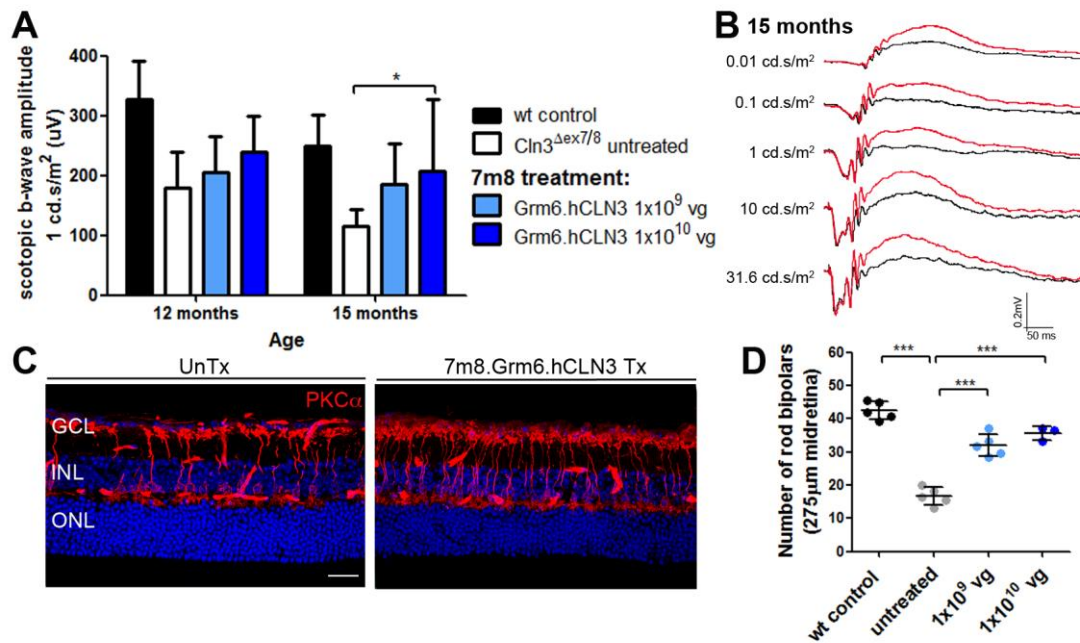 A
scotopic b-wave amplitude
1 cd.s/m² (uV)
400
300
200
100
0
12 months
15 months
Age
*
wt control
Cln3^Δex7/8 untreated
7m8 treatment:
Grm6.hCLN3 1x10⁹ vg
Grm6.hCLN3 1x10¹⁰ vg
B 15 months
0.01 cd.s/m²
0.1 cd.s/m²
1 cd.s/m²
10 cd.s/m²
31.6 cd.s/m²
0.2mV
50 ms
C
UnTx
7m8.Grm6.hCLN3 Tx
PKCα
GCL
INL
ONL
D
Number of rod bipolars
(275µm midretina)
60
50
40
30
20
10
0
***
***
***
wt control
untreated
1x10⁹ vg
1x10¹⁰ vg